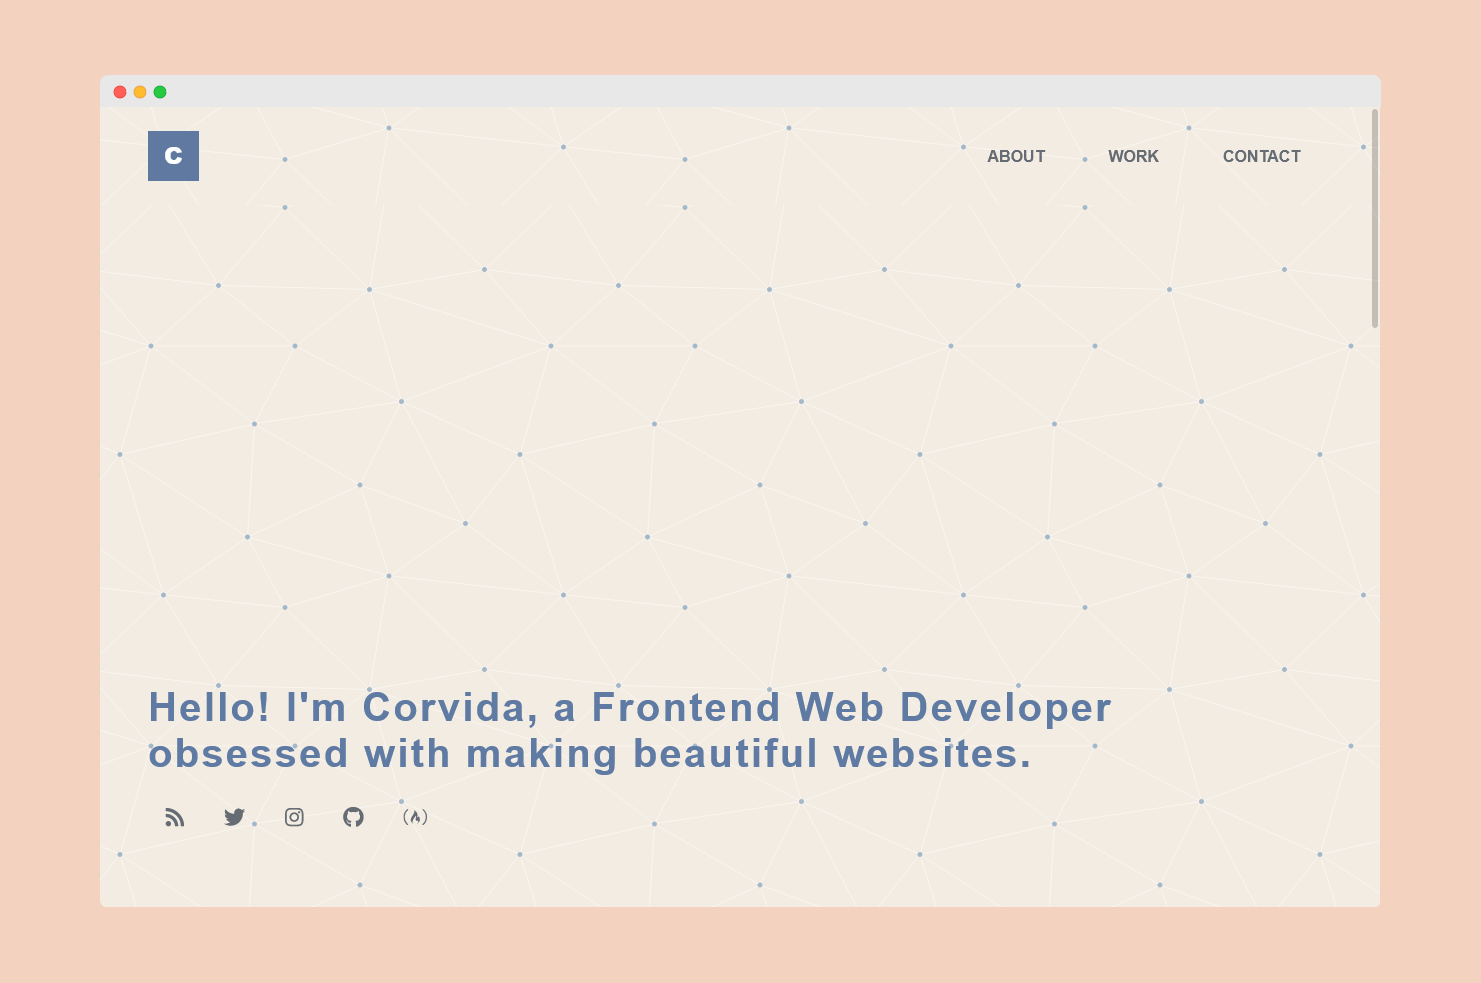 C
ABOUT WORK CONTACT
Hello! I'm Corvida, a Frontend Web Developer
obsessed with making beautiful websites.